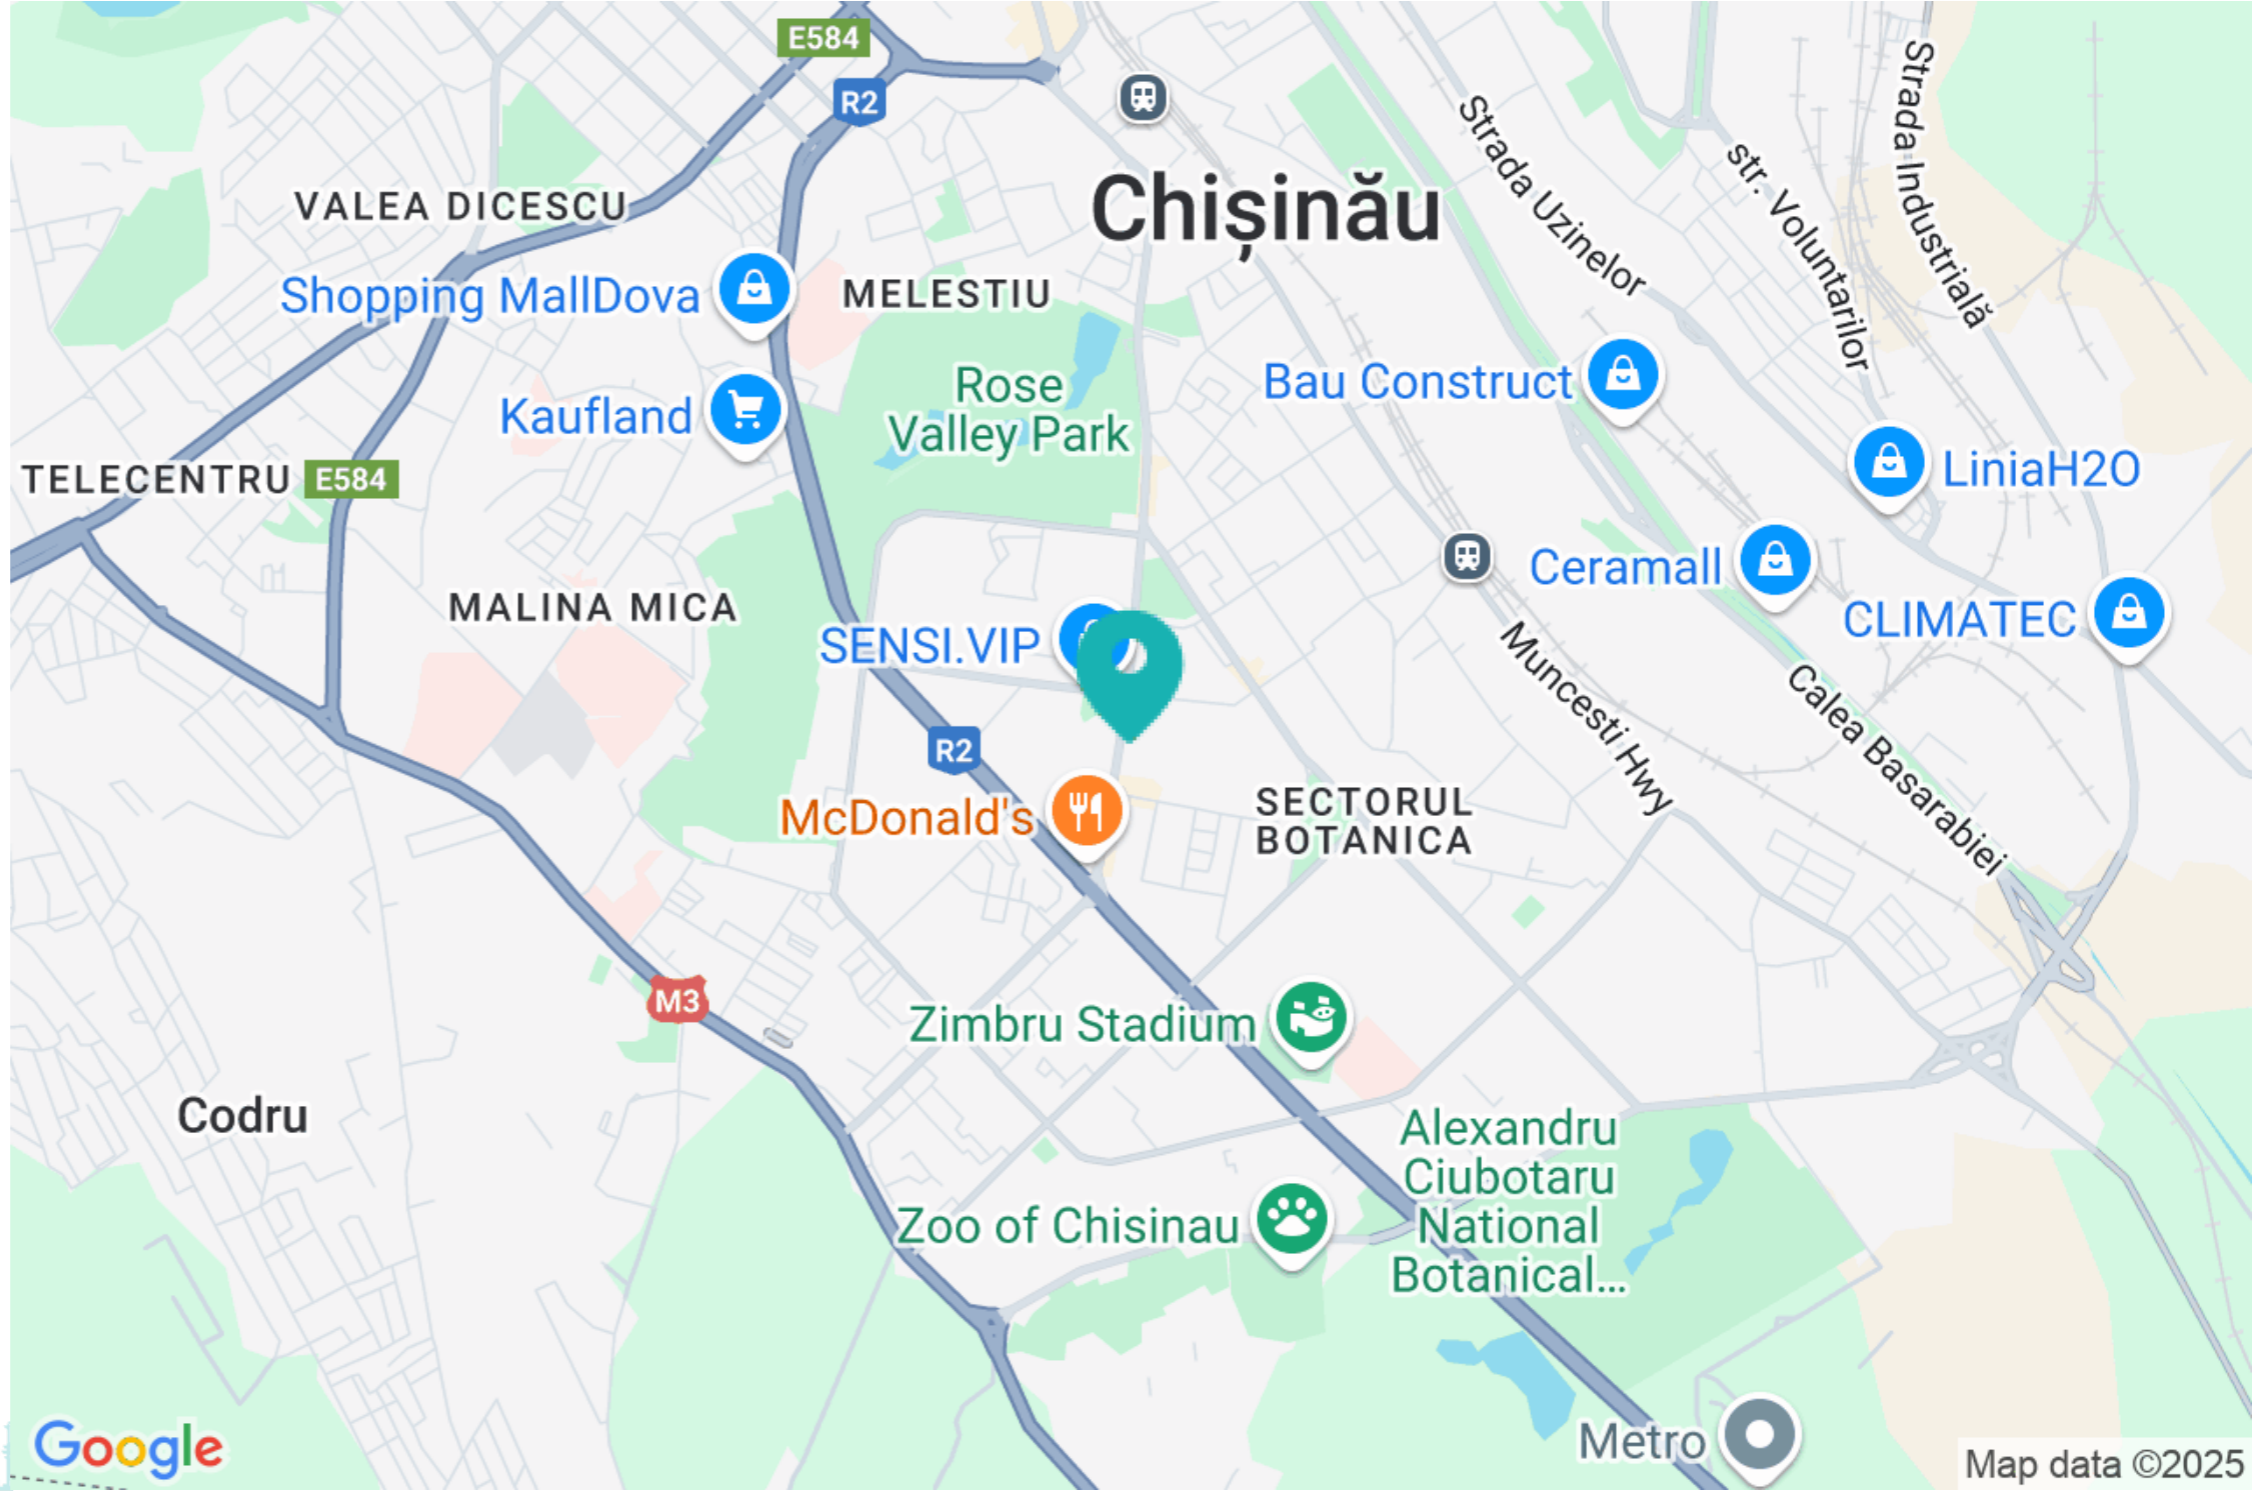 E584
R2
Strada Industrială
Strada Uzinelor
str. Voluntarilor
Chișinău
VALEA DICESCU
Shopping MallDova
MELESTIU
Rose
Valley Park
Bau Construct
Kaufland
LiniaH2O
TELECENTRU
E584
Ceramall
MALINA MICA
CLIMATEC
SENSI.VIP
Muncesti Hwy
Calea Basarabiei
R2
McDonald's
SECTORUL
BOTANICA
M3
Zimbru Stadium
Codru
Alexandru
Ciubotaru
National
Botanical...
Zoo of Chisinau
Metro
Google
Map data ©2025